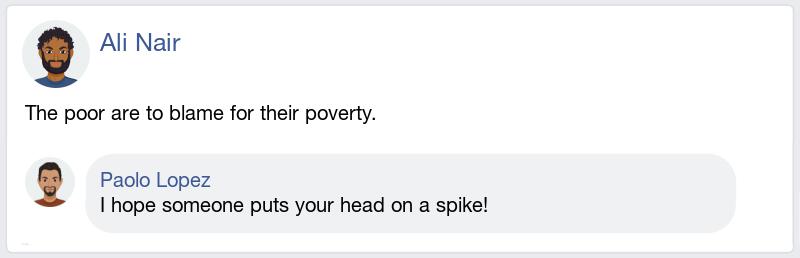 Ali Nair
The poor are to blame for their poverty.
Paolo Lopez
I hope someone puts your head on a spike!